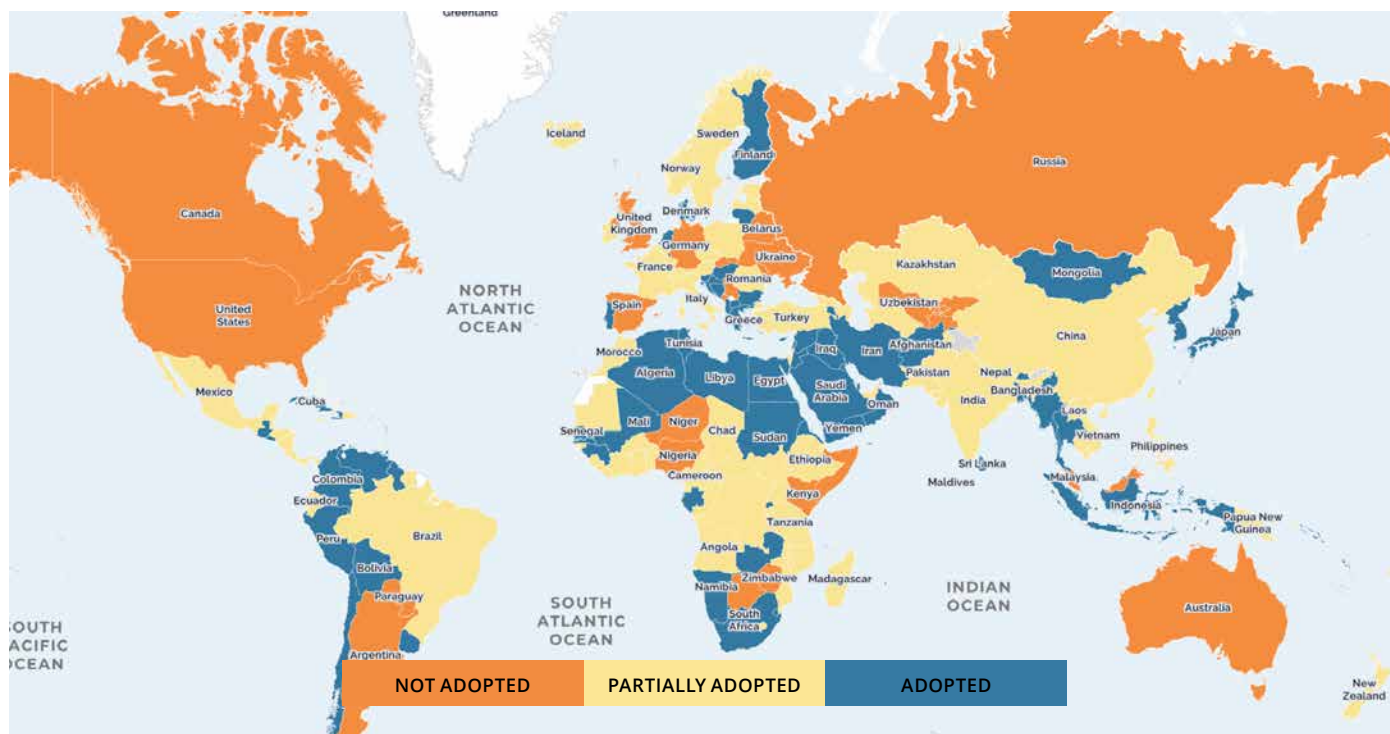 Greenland
Iceland
Sweden
Finland
Norway
Russia
Canada
United
Kingdom
Denmark
Belarus
Germany
Ukraine
France
Kazakhstan
Romania
Mongolia
NORTH
ATLANTIC
OCEAN
United
States
Spain
Italy
Greece
Turkey
Uzbekistan
China
Japan
Morocco
Tunisia
Iraq
Iran
Afghanistan
Algeria
Libya
Egypt
Saudi
Arabia
Pakistan
Nepal
Bangladesh
Mexico
Cuba
Oman
India
Laos
Mali
Niger
Chad
Sudan
Yemen
Senegal
Vietnam
Philippines
Nigeria
Ethiopia
Sri Lanka
Cameroon
Maldives
Malaysia
Colombia
Ecuador
Kenya
Indonesia
Papua New
Guinea
Tanzania
Peru
Brazil
Angola
Bolivia
Namibia
Zimbabwe
Madagascar
INDIAN
OCEAN
Paraguay
SOUTH
ATLANTIC
OCEAN
South
Africa
Australia
OUTH
ACIFIC
OCEAN
Argentina
New
Zealand
NOT ADOPTED
PARTIALLY ADOPTED
ADOPTED